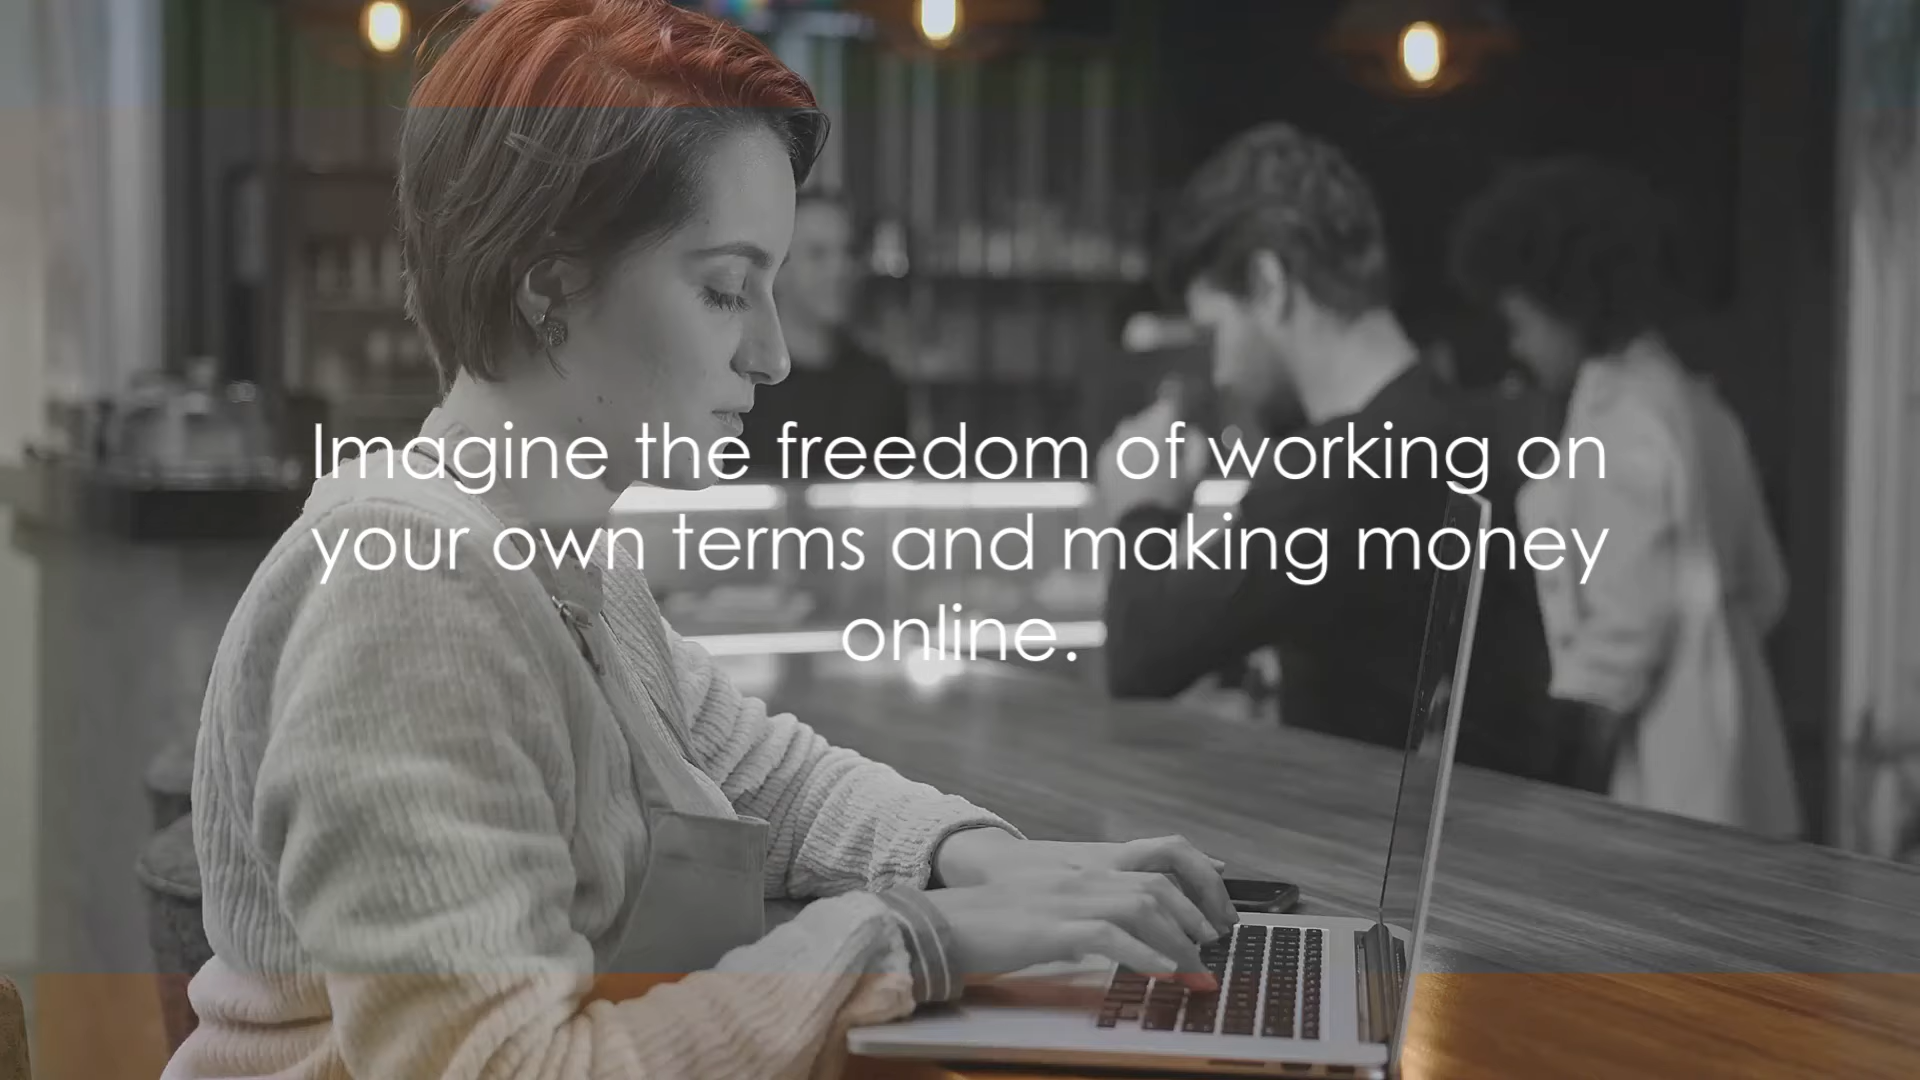 Imagine the freedom of working on
your own terms and making money
online.